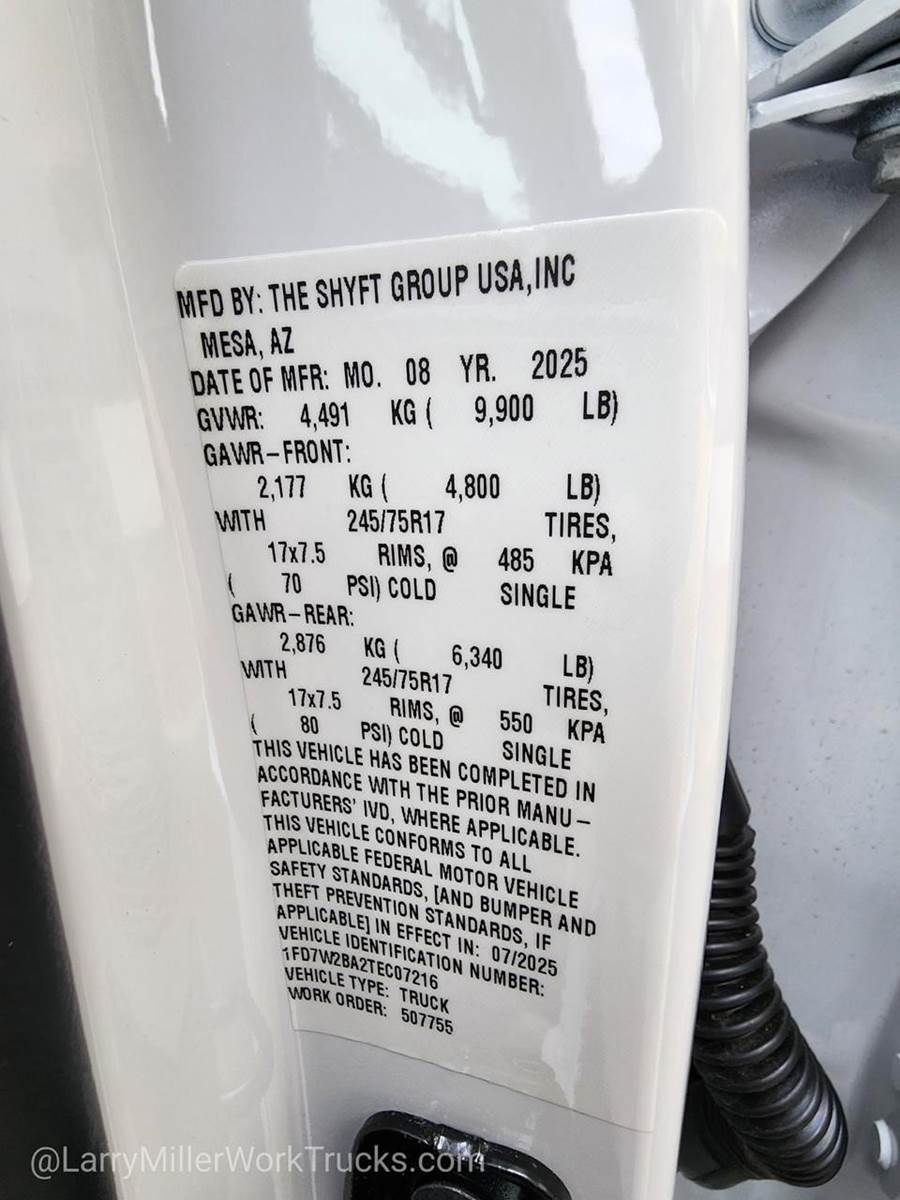 MFD BY: THE SHYFT GROUP USA,INC
MESA, AZ
DATE OF MFR: MO. 08 YR. 2025
GVWR: 4,491 KG ( 9,900 LB)
GAWR-FRONT:
2,177 KG ( 4,800 LB)
WITH 245/75R17 TIRES,
17x7.5 RIMS, @ 485 KPA
( 70 PSI) COLD SINGLE
GAWR-REAR:
2,876 KG ( 6,340 LB)
WITH 245/75R17 TIRES,
17x7.5 RIMS, @ 550 KPA
( 80 PSI) COLD SINGLE
THIS VEHICLE HAS BEEN COMPLETED IN
ACCORDANCE WITH THE PRIOR MANU-
FACTURERS' IVD, WHERE APPLICABLE.
THIS VEHICLE CONFORMS TO ALL
APPLICABLE FEDERAL MOTOR VEHICLE
SAFETY STANDARDS, [AND BUMPER AND
THEFT PREVENTION STANDARDS, IF
APPLICABLE] IN EFFECT IN: 07/2025
VEHICLE IDENTIFICATION NUMBER:
1FD7W2BA2TEC07216
VEHICLE TYPE: TRUCK
WORK ORDER: 507755
@LarryMillerWorkTrucks.com